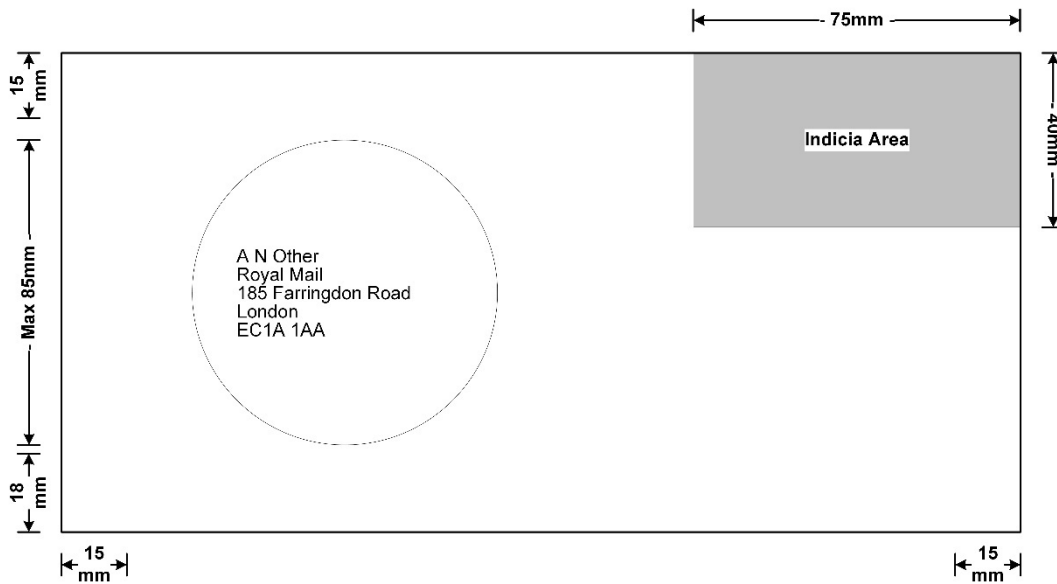 75mm
15
mm
40mm
Indicia Area
Max 85mm
A N Other
Royal Mail
185 Farringdon Road
London
EC1A 1AA
18
mm
15
mm
15
mm